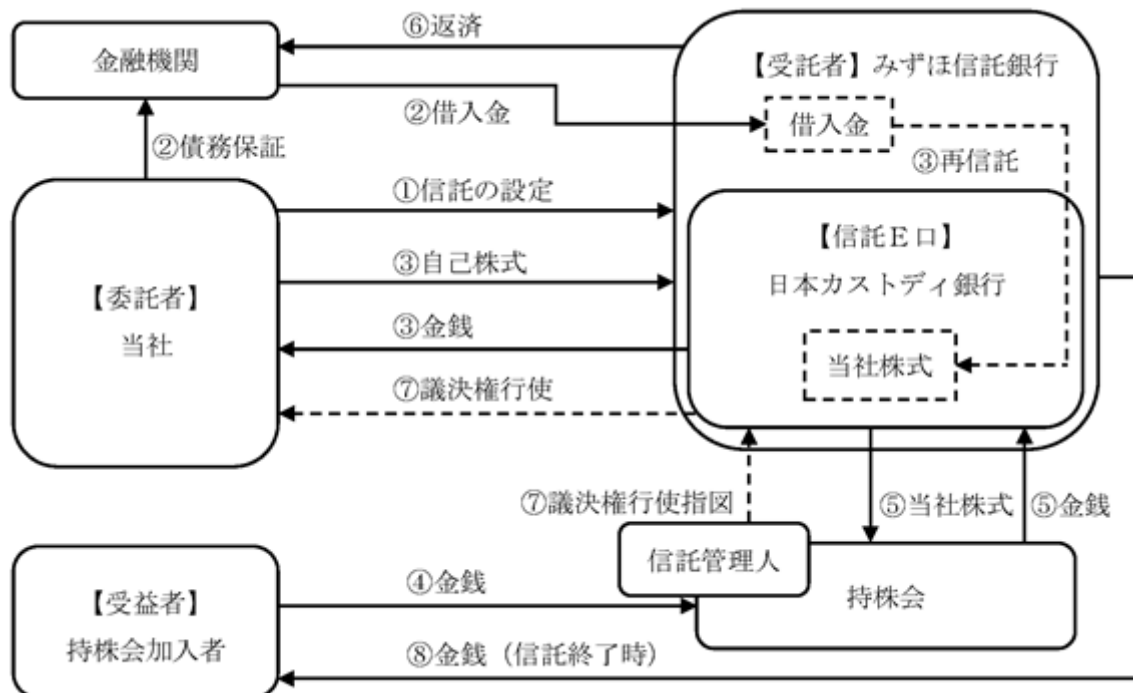 ⑥返済
金融機関
【受託者】みずほ信託銀行
②借入金
借入金
②債務保証
③再信託
①信託の設定
【信託E口】
日本カストディ銀行
③自己株式
【委託者】
当社
③金銭
当社株式
⑦議決権行使
⑦議決権行使指図
⑤当社株式
⑤金銭
信託管理人
持株会
④金銭
【受益者】
持株会加入者
⑧金銭（信託終了時）